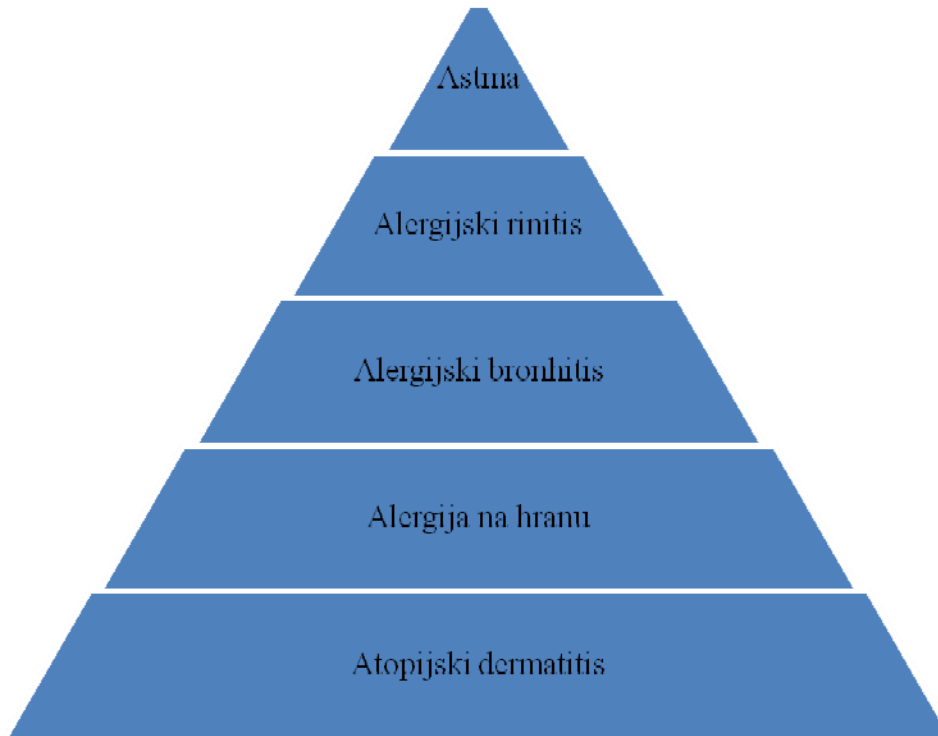 Astma
Alergijski rinitis
Alergijski bronhitis
Alergija na hranu
Atopijski dermatitis